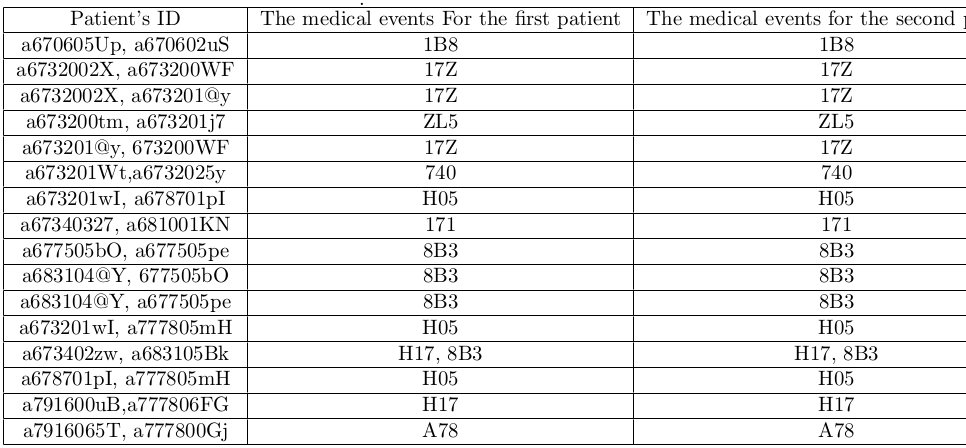 Patient's ID The medical events For the first patient The medical events for the second p
a670605Up, a670602uS 1B8 1B8
a6732002X, a673200WF 17Z 17Z
a6732002X, a673201@y 17Z 17Z
a673200tm, a673201j7 ZL5 ZL5
a673201@y, 673200WF 17Z 17Z
a673201Wt,a6732025y 740 740
a673201wI, a678701pI H05 H05
a67340327, a681001KN 171 171
a677505bO, a677505pe 8B3 8B3
a683104@Y, 677505bO 8B3 8B3
a683104@Y, a677505pe 8B3 8B3
a673201wI, a777805mH H05 H05
a673402zw, a683105Bk H17, 8B3 H17, 8B3
a678701pI, a777805mH H05 H05
a791600uB,a777806FG H17 H17
a7916065T, a777800Gj A78 A78